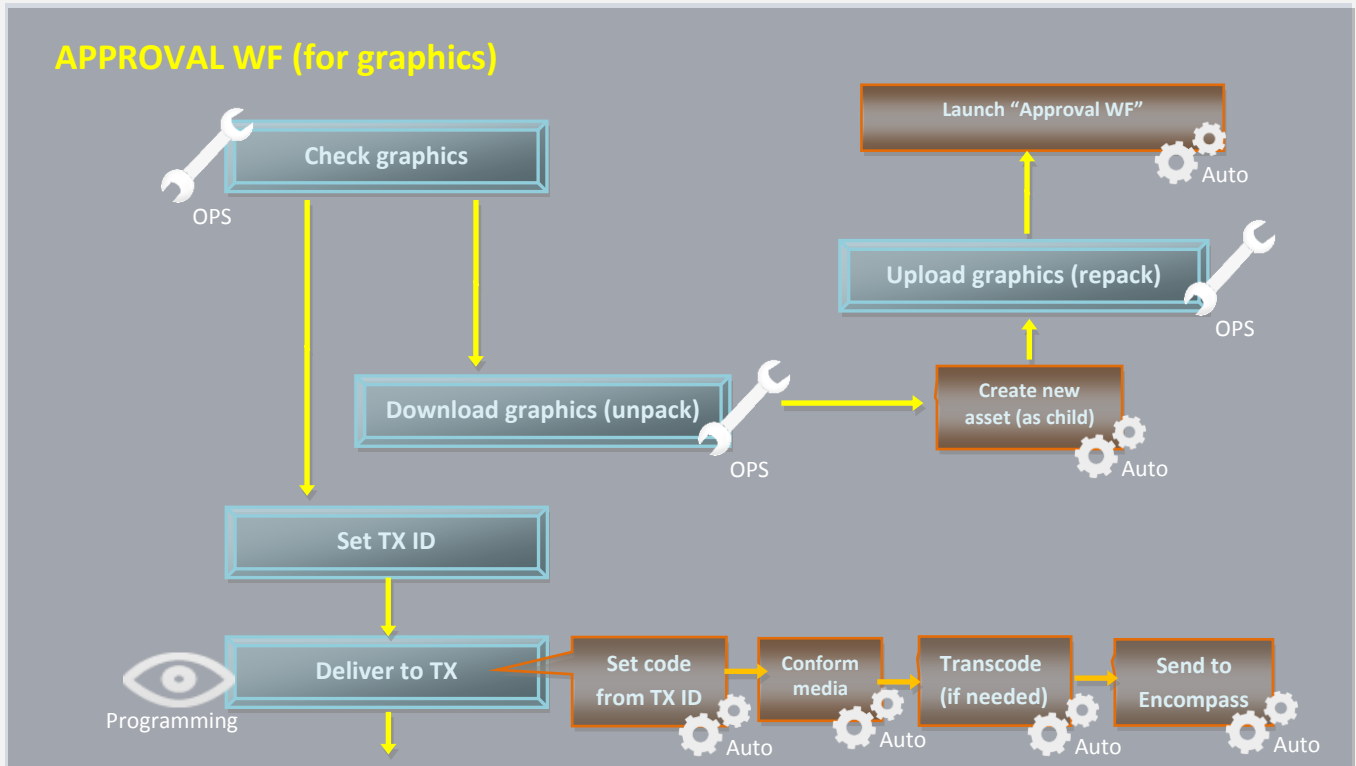 APPROVAL WF (for graphics)
Launch “Approval WF”
Auto
Check graphics
OPS
Upload graphics (repack)
OPS
Create new
asset (as child)
Auto
Download graphics (unpack)
OPS
Set TX ID
Deliver to TX
Programming
Set code
from TX ID
Auto
Conform
media
Auto
Transcode
(if needed)
Auto
Send to
Encompass
Auto